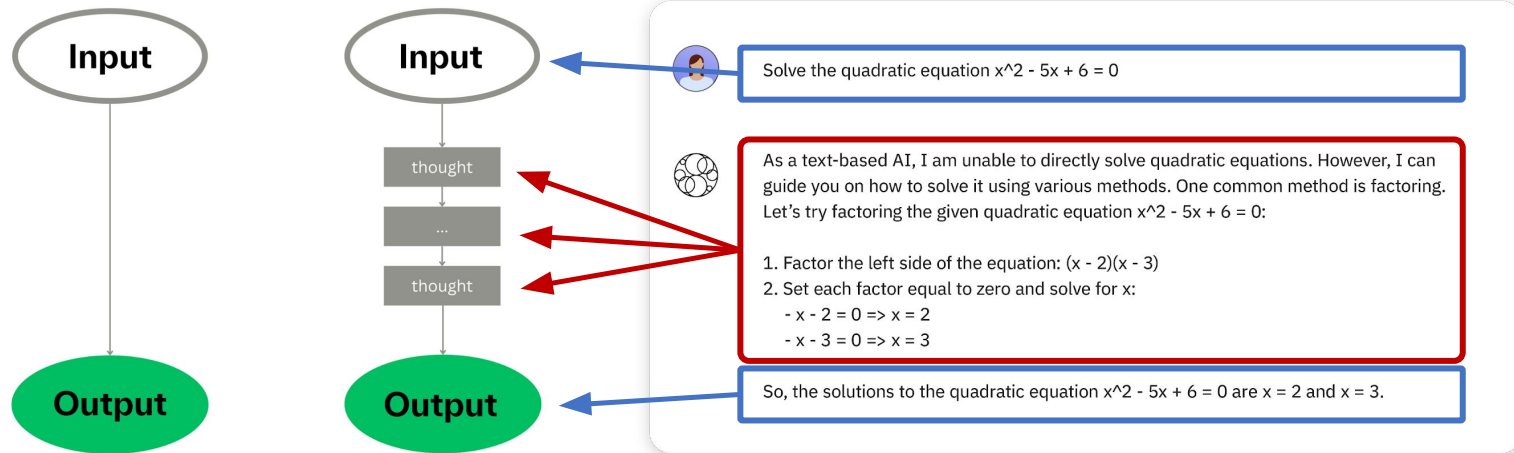 Input
Output
Input
thought
...
thought
Output
Solve the quadratic equation x^2 - 5x + 6 = 0
As a text-based AI, I am unable to directly solve quadratic equations. However, I can
guide you on how to solve it using various methods. One common method is factoring.
Let’s try factoring the given quadratic equation x^2 - 5x + 6 = 0:
1. Factor the left side of the equation: (x - 2)(x - 3)
2. Set each factor equal to zero and solve for x:
- x - 2 = 0 => x = 2
- x - 3 = 0 => x = 3
So, the solutions to the quadratic equation x^2 - 5x + 6 = 0 are x = 2 and x = 3.